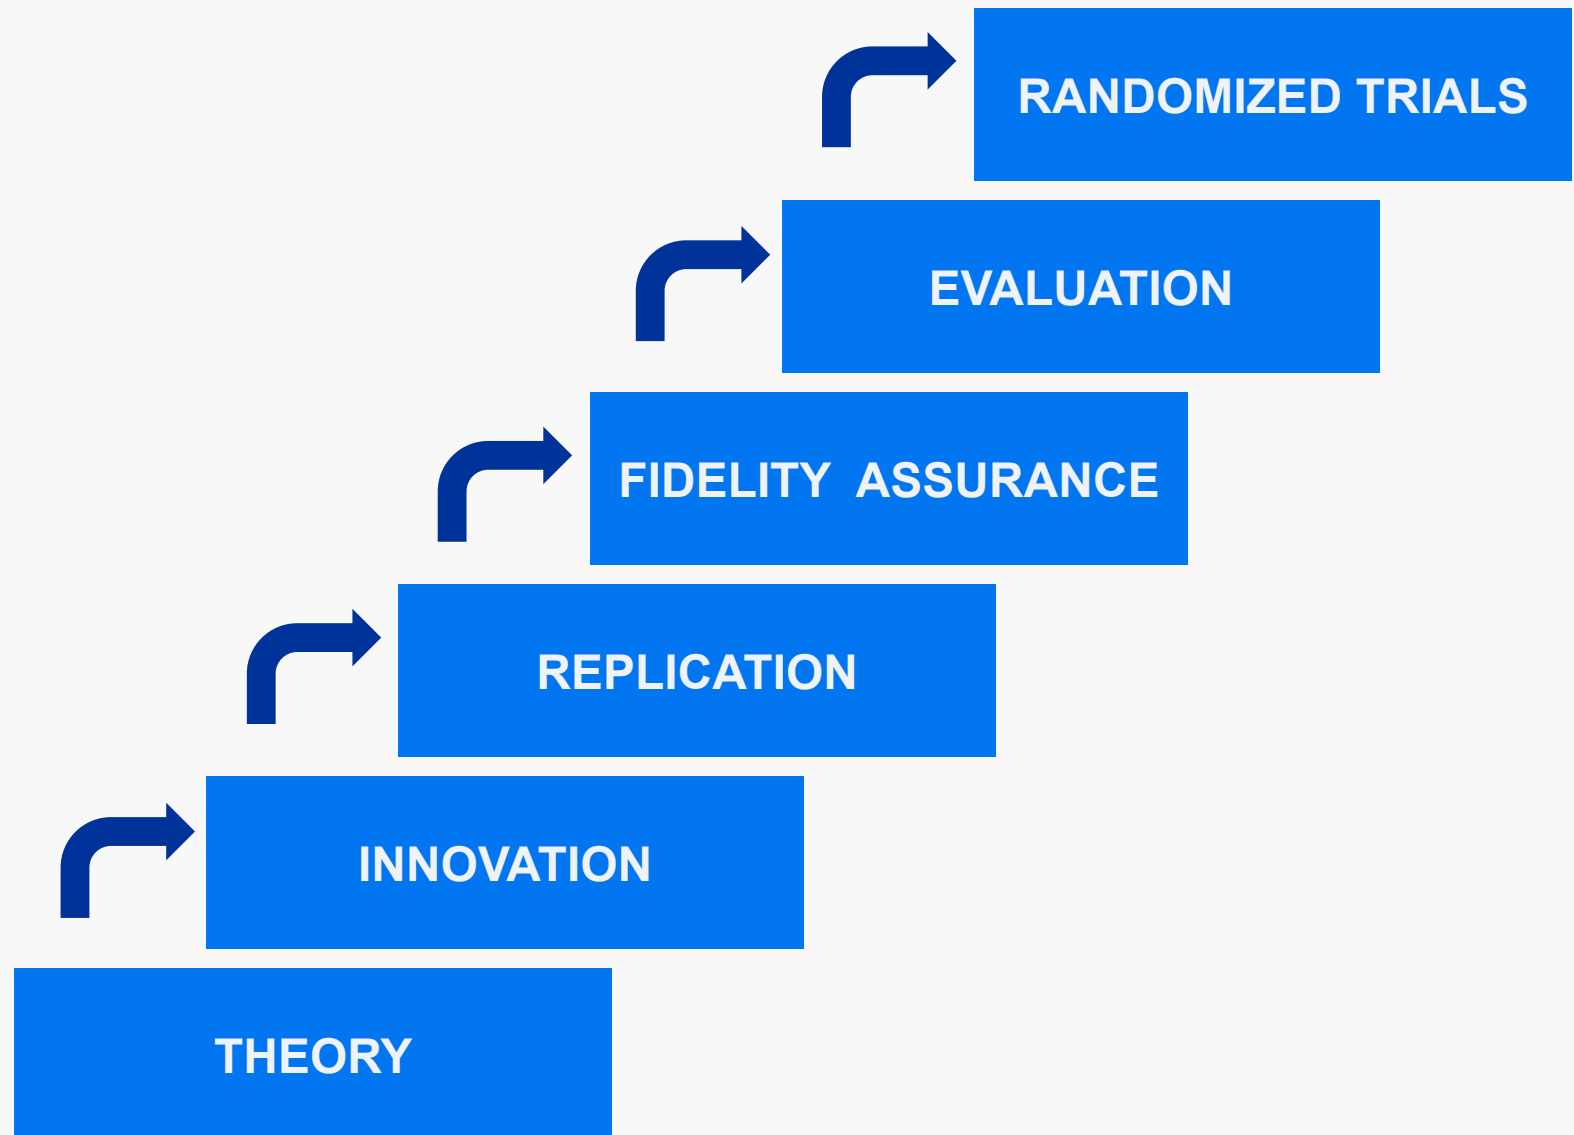 RANDOMIZED TRIALS
EVALUATION
FIDELITY  ASSURANCE
REPLICATION
INNOVATION
THEORY